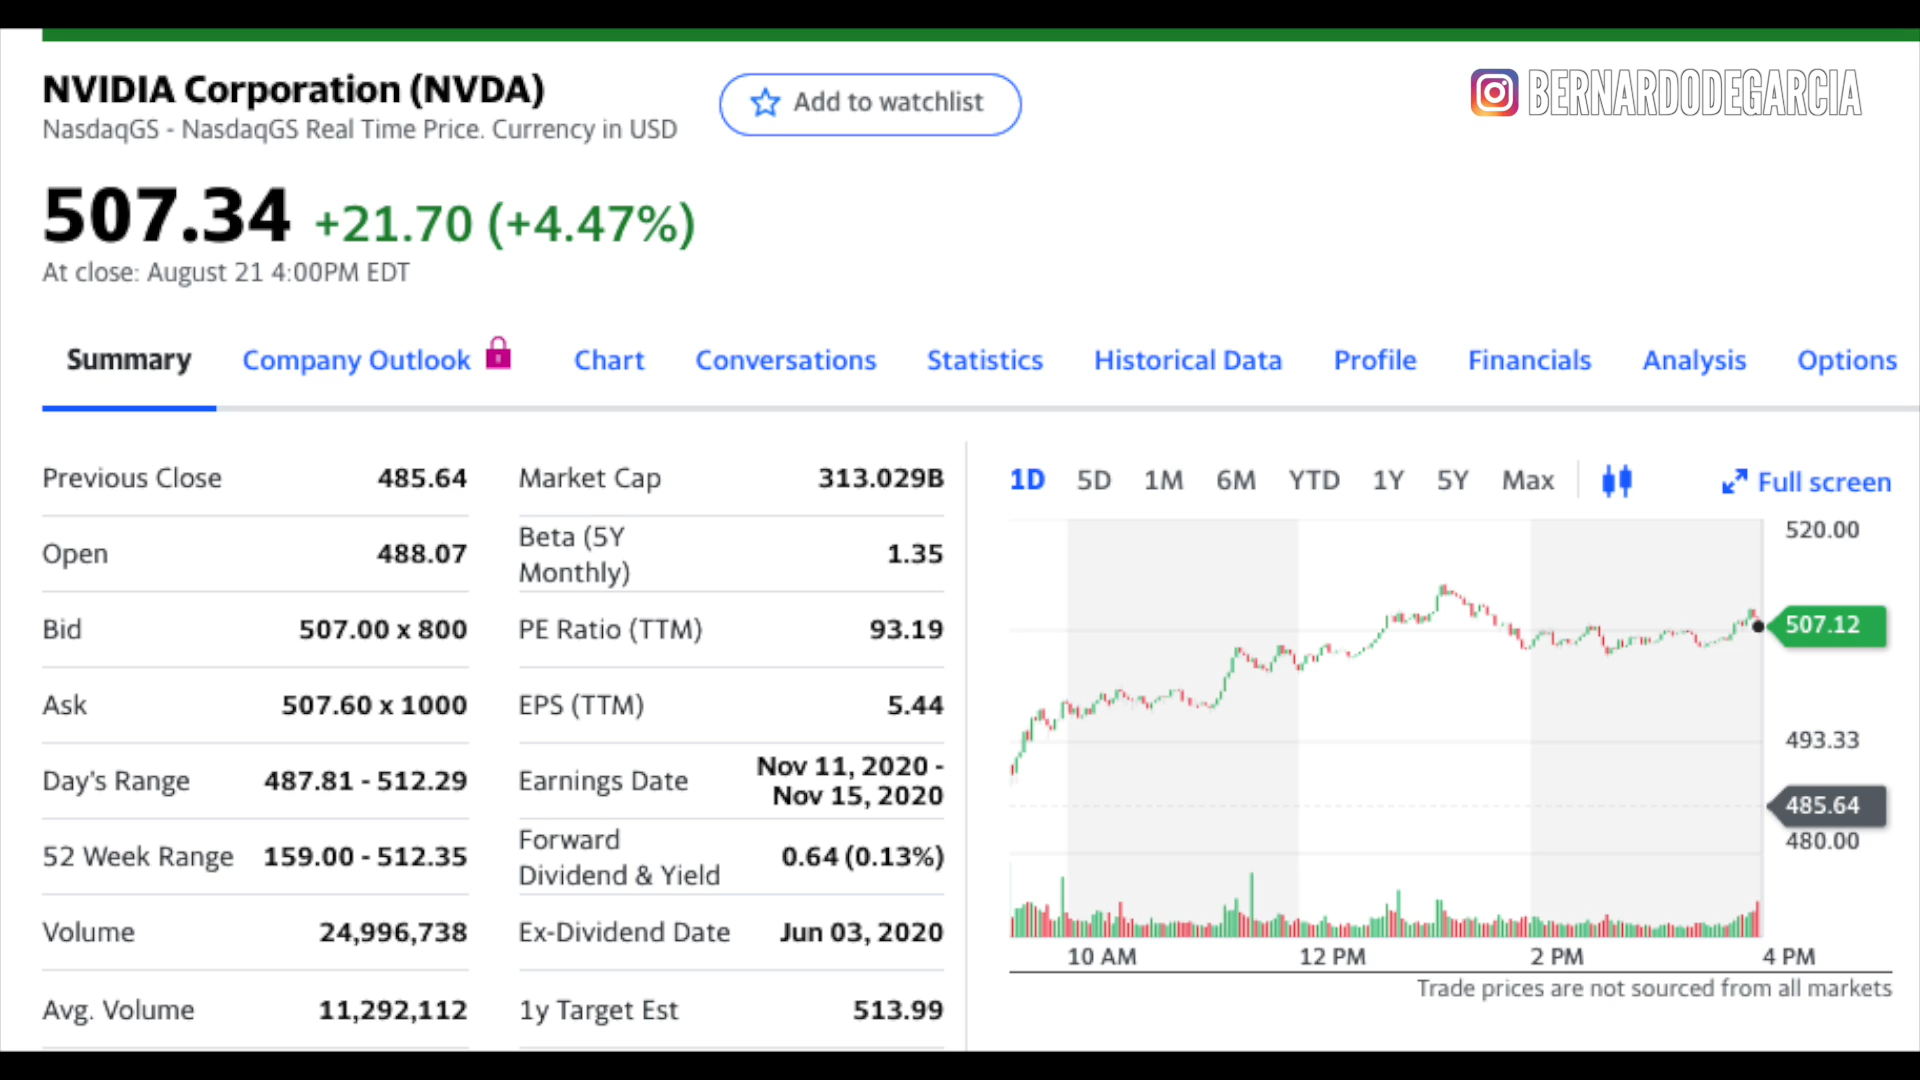 NVIDIA Corporation (NVDA)
NasdaqGS - NasdaqGS Real Time Price. Currency in USD
Add to watchlist
BERNARDODEGARCIA
507.34 +21.70 (+4.47%)
At close: August 21 4:00PM EDT
Summary Company Outlook Chart Conversations Statistics Historical Data Profile Financials Analysis Options
Previous Close 485.64
Open 488.07
Bid 507.00 x 800
Ask 507.60 x 1000
Day's Range 487.81 - 512.29
52 Week Range 159.00 - 512.35
Volume 24,996,738
Avg. Volume 11,292,112
Market Cap 313.029B
Beta (5Y
Monthly) 1.35
PE Ratio (TTM) 93.19
EPS (TTM) 5.44
Earnings Date Nov 11, 2020 -
Nov 15, 2020
Forward
Dividend & Yield 0.64 (0.13%)
Ex-Dividend Date Jun 03, 2020
1y Target Est 513.99
1D 5D 1M 6M YTD 1Y 5Y Max Full screen
520.00
507.12
493.33
485.64
480.00
10 AM 12 PM 2 PM 4 PM
Trade prices are not sourced from all markets